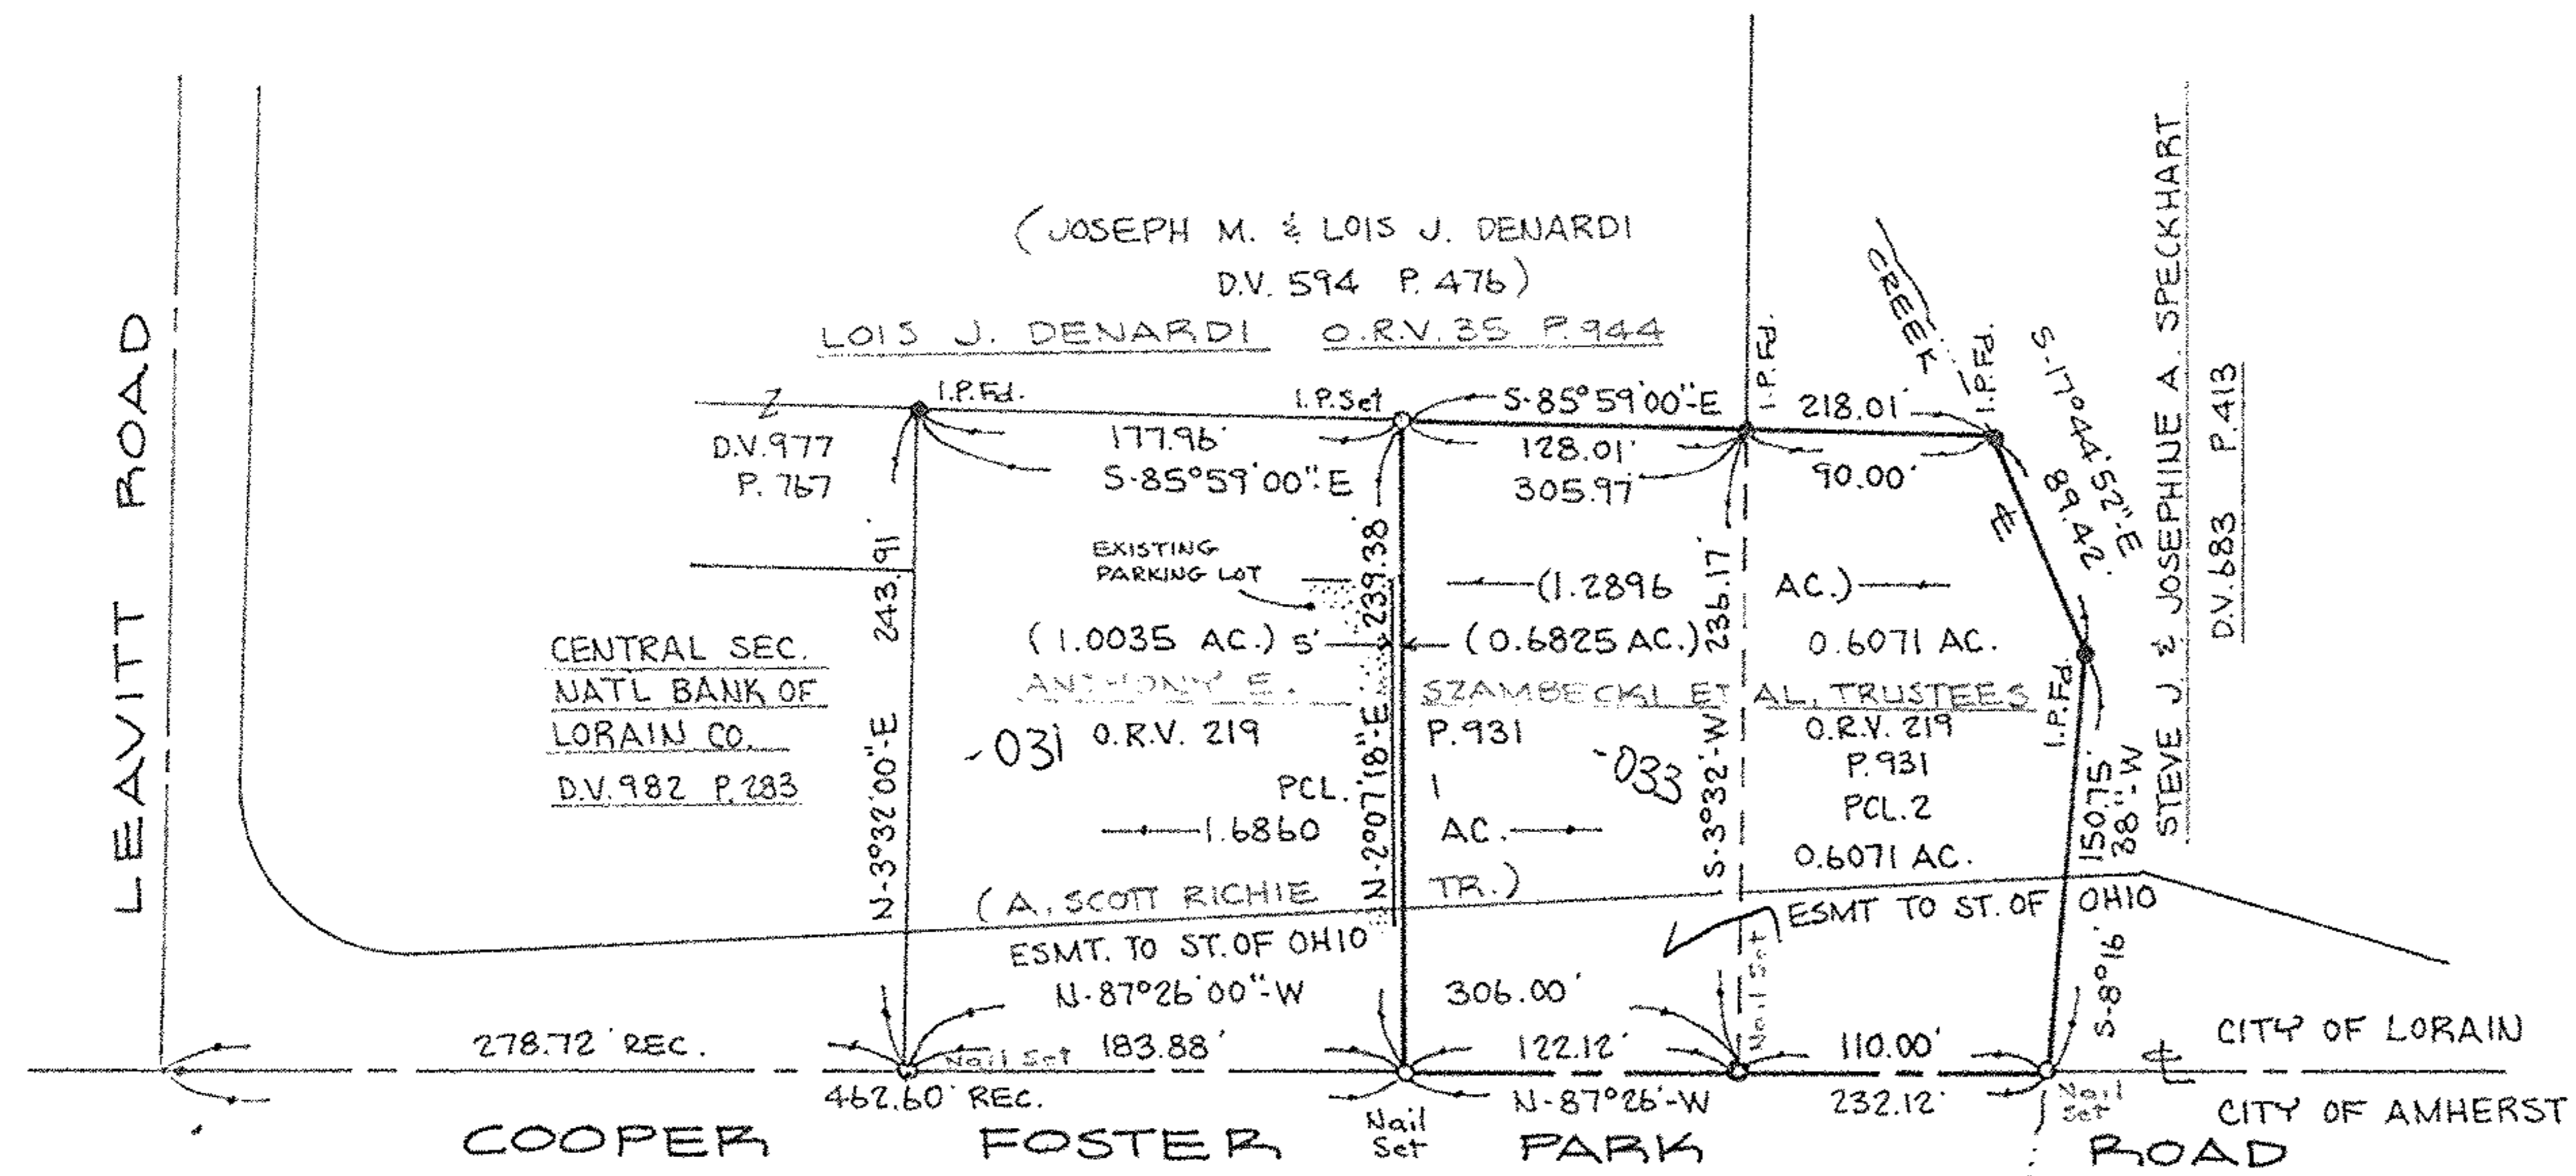 LEAVITT ROAD
(JOSEPH M. & LOIS J. DENARDI
D.V. 594 P. 476)
LOIS J. DENARDI O.R.V. 35 P. 944
CREEK
STEVE J. & JOSEPHINE A. SPECKHART
D.V. 683 P. 413
D.V. 977
P. 767
I.P. Fd.
I.P. Set
S-85°59'00"-E
I.P. Fd.
218.01'
I.P. Fd.
177.96'
S-85°59'00"-E
128.01'
305.97'
90.00'
S-17°44'52"-E
89.42'
EXISTING
PARKING LOT
(1.2896 AC.)
(1.0035 AC.) 5'
(0.6825 AC.)
0.6071 AC.
N-3°32'00"-E 243.91'
N-2°07'18"-E 239.38'
S-3°32'-W 236.17'
CENTRAL SEC.
NATL BANK OF
LORAIN CO.
D.V. 982 P. 283
ANTHONY E. SZAMBECKI ET AL, TRUSTEES
-031 O.R.V. 219 P. 931
-033
PCL. 1
1.6860 AC.
O.R.V. 219
P. 931
PCL. 2
0.6071 AC.
I.P. Fd.
150.75'
S-8°16'38"-W
(A. SCOTT RICHIE TR.)
ESMT. TO ST. OF OHIO
ESMT TO ST. OF OHIO
N-87°26'00"-W 306.00'
Nail Set
278.72' REC.
Nail Set
183.88'
122.12'
110.00'
CITY OF LORAIN
462.60' REC.
Nail
Set
N-87°26'-W 232.12'
Nail
Set
CITY OF AMHERST
COOPER FOSTER PARK ROAD